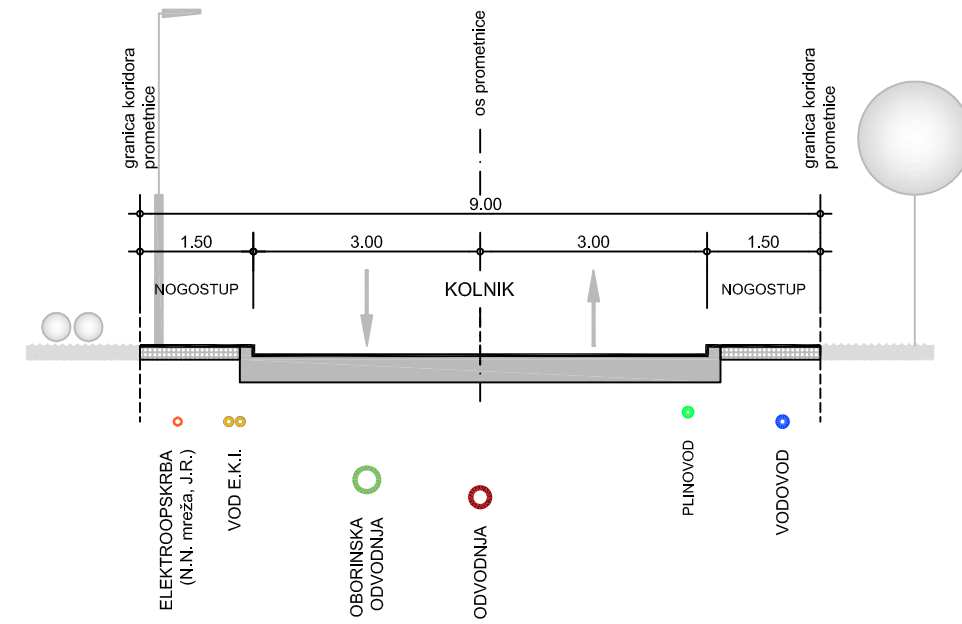 granica koridora
prometnice
os prometnice
granica koridora
prometnice
9.00
1.50
3.00
3.00
1.50
NOGOSTUP
KOLNIK
NOGOSTUP
ELEKTROOPSKRBA
(N.N. mreža, J.R.)
VOD E.K.I.
OBORINSKA
ODVODNJA
ODVODNJA
PLINOVOD
VODOVOD